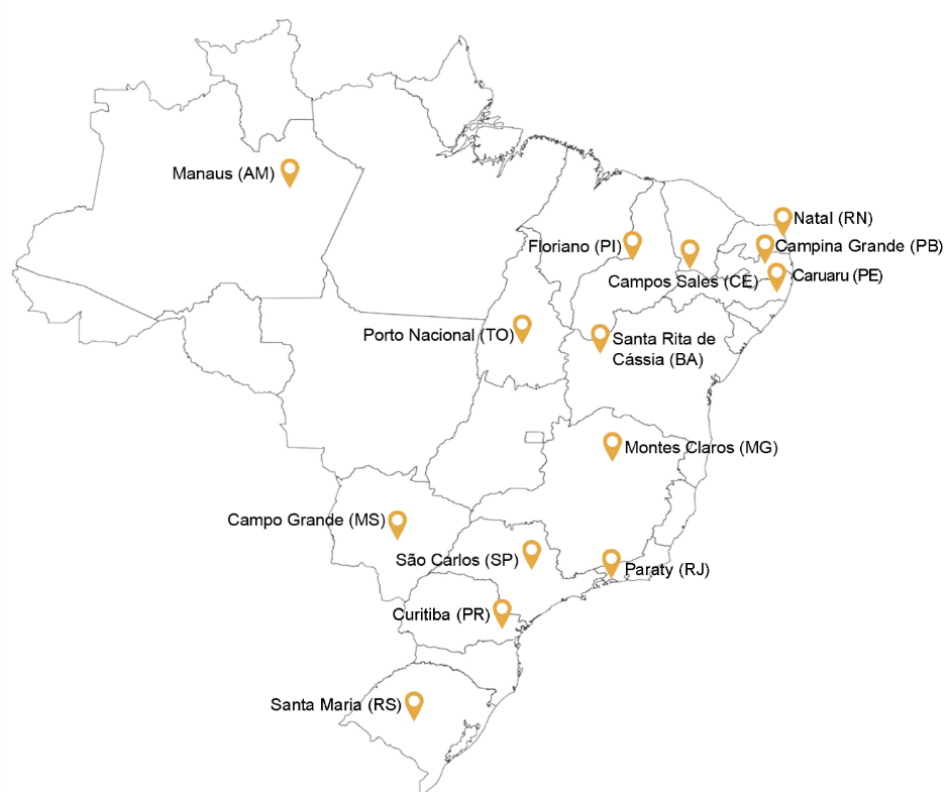 Manaus (AM)
Natal (RN)
Floriano (PI)
Campina Grande (PB)
Campos Sales (CE)
Caruaru (PE)
Porto Nacional (TO)
Santa Rita de
Cássia (BA)
Montes Claros (MG)
Campo Grande (MS)
São Carlos (SP)
Paraty (RJ)
Curitiba (PR)
Santa Maria (RS)